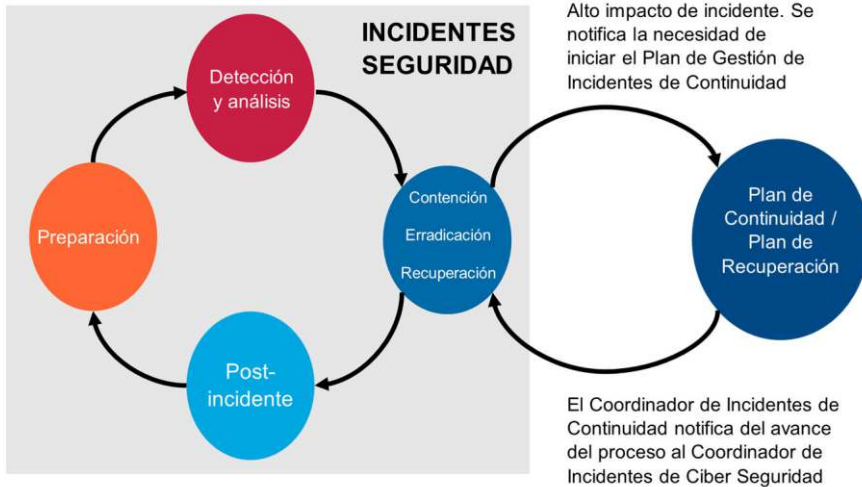 INCIDENTES
SEGURIDAD
Alto impacto de incidente. Se
notifica la necesidad de
iniciar el Plan de Gestión de
Incidentes de Continuidad
Detección
y análisis
Contención
Erradicación
Recuperación
Preparación
Plan de
Continuidad /
Plan de
Recuperación
Post-
incidente
El Coordinador de Incidentes de
Continuidad notifica del avance
del proceso al Coordinador de
Incidentes de Ciber Seguridad